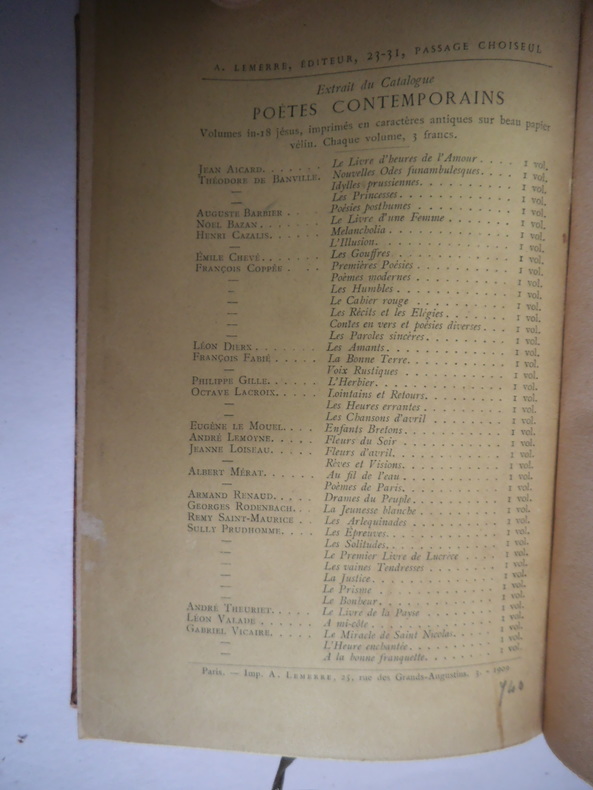 A. LEMERRE, ÉDITEUR, 23-31, PASSAGE CHOISEUL
Extrait du Catalogue
POÈTES CONTEMPORAINS
Volumes in-18 jésus, imprimés en caractères antiques sur beau papier
vélin. Chaque volume, 3 francs.
JEAN AICARD. . . . . . . Le Livre d'heures de l'Amour . . . . 1 vol.
THÉODORE DE BANVILLE. Nouvelles Odes funambulesques. . . . 1 vol.
— Idylles prussiennes. . . . . . . . . 1 vol.
— Les Princesses. . . . . . . . . . . 1 vol.
AUGUSTE BARBIER . . . . Poésies posthumes . . . . . . . . . 1 vol.
NOËL BAZAN. . . . . . . Le Livre d'une Femme . . . . . . . . 1 vol.
HENRI CAZALIS. . . . . . Melancholia . . . . . . . . . . . . 1 vol.
— L'Illusion. . . . . . . . . . . . . 1 vol.
ÉMILE CHEVÉ. . . . . . . Les Gouffres . . . . . . . . . . . . 1 vol.
FRANÇOIS COPPÉE . . . . Premières Poésies . . . . . . . . . 1 vol.
— Poèmes modernes . . . . . . . . . . 1 vol.
— Les Humbles . . . . . . . . . . . . 1 vol.
— Le Cahier rouge . . . . . . . . . . 1 vol.
— Les Récits et les Elégies. . . . . . 1 vol.
— Contes en vers et poésies diverses. . . 1 vol.
— Les Paroles sincères. . . . . . . . 1 vol.
LÉON DIERX . . . . . . . Les Amants. . . . . . . . . . . . . 1 vol.
FRANÇOIS FABIÉ . . . . . La Bonne Terre. . . . . . . . . . . 1 vol.
— Voix Rustiques . . . . . . . . . . 1 vol.
PHILIPPE GILLE. . . . . . L'Herbier. . . . . . . . . . . . . 1 vol.
OCTAVE LACROIX. . . . . Lointains et Retours. . . . . . . . 1 vol.
— Les Heures errantes . . . . . . . . 1 vol.
— Les Chansons d'avril . . . . . . . 1 vol.
EUGÈNE LE MOUEL. . . . Enfants Bretons . . . . . . . . . . 1 vol.
ANDRÉ LEMOYNE. . . . . Fleurs du Soir . . . . . . . . . . 1 vol.
JEANNE LOISEAU. . . . . Fleurs d'avril. . . . . . . . . . . 1 vol.
— Rêves et Visions. . . . . . . . . . 1 vol.
ALBERT MÉRAT. . . . . . Au fil de l'eau . . . . . . . . . . 1 vol.
— Poèmes de Paris. . . . . . . . . . 1 vol.
ARMAND RENAUD. . . . . Drames du Peuple. . . . . . . . . . 1 vol.
GEORGES RODENBACH. . . La Jeunesse blanche . . . . . . . . 1 vol.
REMY SAINT-MAURICE . . Les Arlequinades . . . . . . . . . 1 vol.
SULLY PRUDHOMME. . . . Les Épreuves. . . . . . . . . . . . 1 vol.
— Les Solitudes. . . . . . . . . . . 1 vol.
— Le Premier Livre de Lucrèce . . . . 1 vol.
— Les vaines Tendresses . . . . . . . 1 vol.
— La Justice. . . . . . . . . . . . . 1 vol.
— Le Prisme . . . . . . . . . . . . . 1 vol.
— Le Bonheur. . . . . . . . . . . . . 1 vol.
ANDRÉ THEURIET. . . . . Le Livre de la Payse . . . . . . . 1 vol.
LÉON VALADE . . . . . . A mi-côte . . . . . . . . . . . . . 1 vol.
GABRIEL VICAIRE. . . . . Le Miracle de Saint Nicolas. . . . . 1 vol.
— L'Heure enchantée. . . . . . . . . 1 vol.
— A la bonne franquette. . . . . . . . 1 vol.
Paris. — Imp. A. LEMERRE, 25, rue des Grands-Augustins. 3.